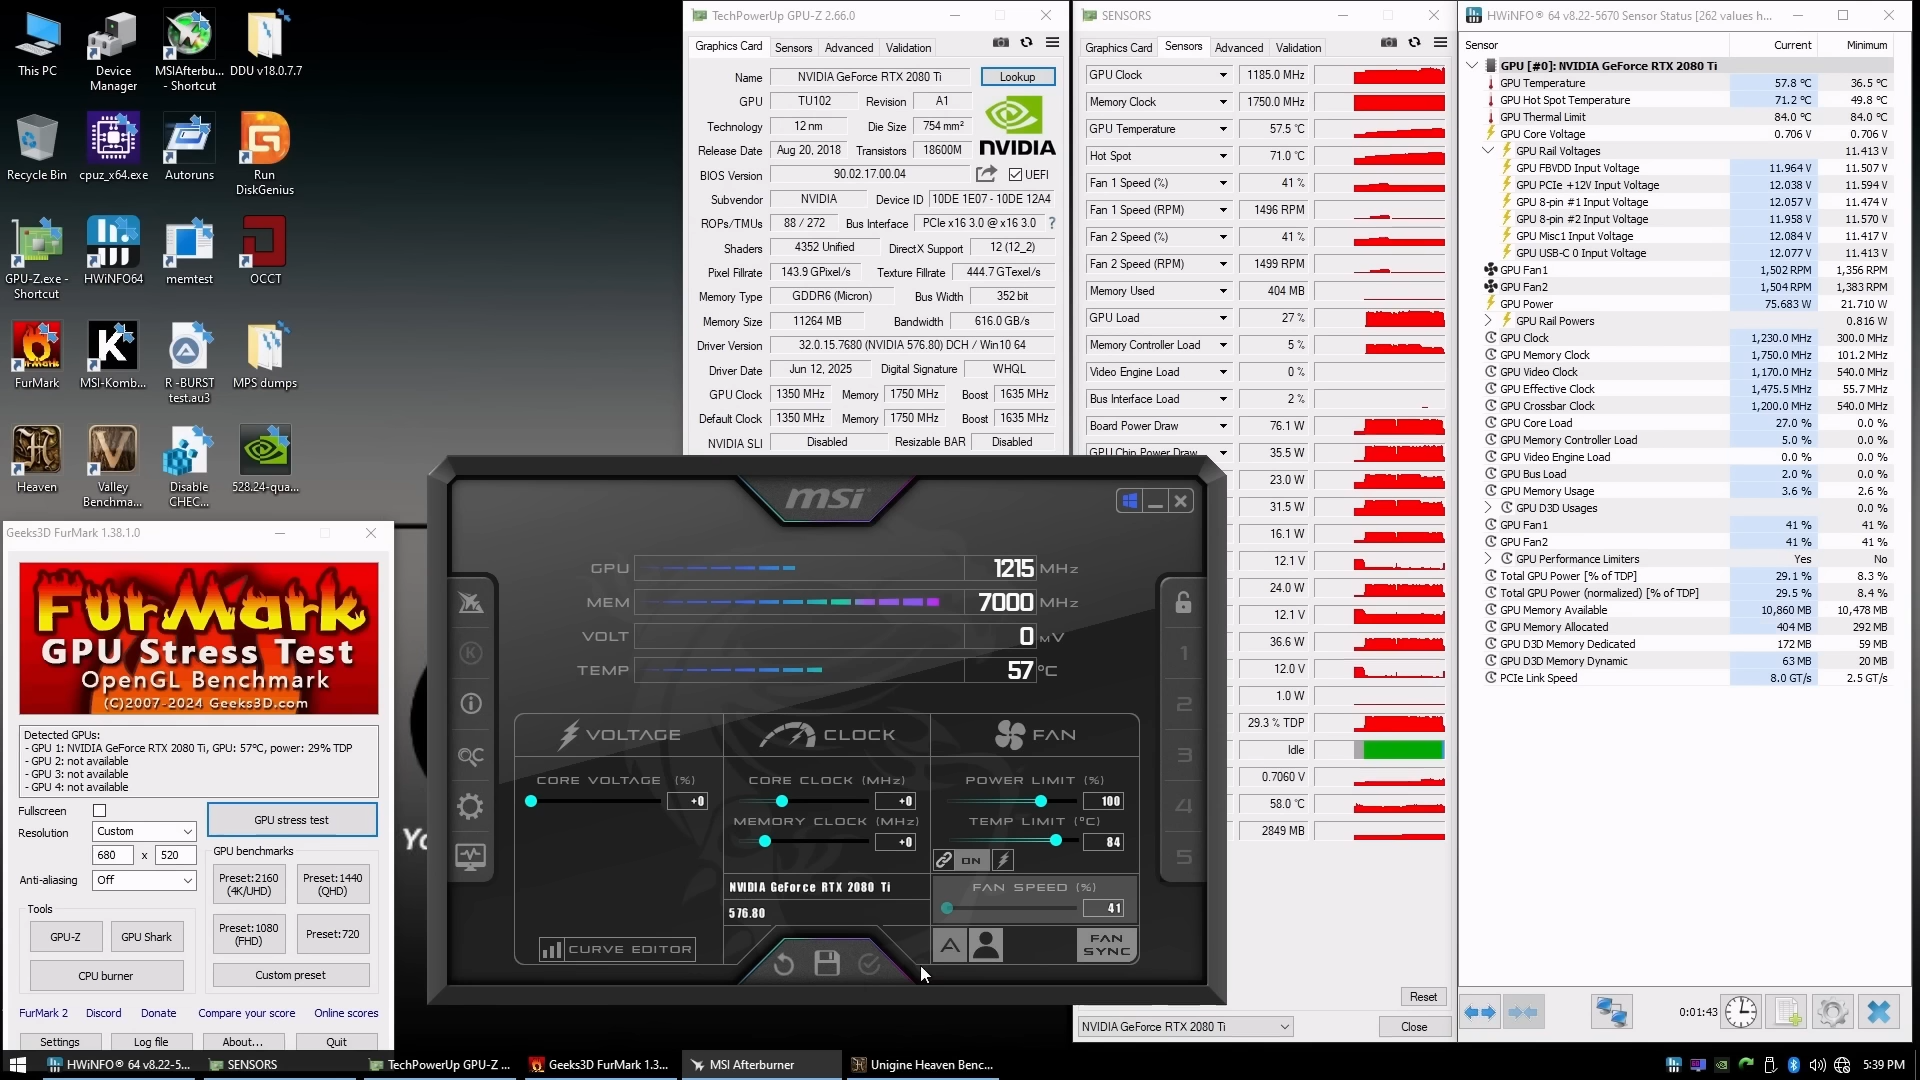 This PC
Device
Manager
MSIAfterbu...
- Shortcut
DDU v18.0.7.7
Recycle Bin
cpuz_x64.exe
Autoruns
Run
DiskGenius
GPU-Z.exe -
Shortcut
HWiNFO64
memtest
OCCT
FurMark
MSI-Komb...
R -BURST
test.au3
MPS dumps
Heaven
Valley
Benchma...
Disable
CHEC...
528.24-qua...
TechPowerUp GPU-Z 2.66.0
Graphics Card Sensors Advanced Validation
Name NVIDIA GeForce RTX 2080 Ti Lookup
GPU TU102 Revision A1
Technology 12 nm Die Size 754 mm²
Release Date Aug 20, 2018 Transistors 18600M
NVIDIA
BIOS Version 90.02.17.00.04 UEFI
Subvendor NVIDIA Device ID 10DE 1E07 - 10DE 12A4
ROPs/TMUs 88 / 272 Bus Interface PCIe x16 3.0 @ x16 3.0 ?
Shaders 4352 Unified DirectX Support 12 (12_2)
Pixel Fillrate 143.9 GPixel/s Texture Fillrate 444.7 GTexel/s
Memory Type GDDR6 (Micron) Bus Width 352 bit
Memory Size 11264 MB Bandwidth 616.0 GB/s
Driver Version 32.0.15.7680 (NVIDIA 576.80) DCH / Win10 64
Driver Date Jun 12, 2025 Digital Signature WHQL
GPU Clock 1350 MHz Memory 1750 MHz Boost 1635 MHz
Default Clock 1350 MHz Memory 1750 MHz Boost 1635 MHz
NVIDIA SLI Disabled Resizable BAR Disabled
SENSORS
Graphics Card Sensors Advanced Validation
GPU Clock 1185.0 MHz
Memory Clock 1750.0 MHz
GPU Temperature 57.5 °C
Hot Spot 71.0 °C
Fan 1 Speed (%) 41 %
Fan 1 Speed (RPM) 1496 RPM
Fan 2 Speed (%) 41 %
Fan 2 Speed (RPM) 1499 RPM
Memory Used 404 MB
GPU Load 27 %
Memory Controller Load 5 %
Video Engine Load 0 %
Bus Interface Load 2 %
Board Power Draw 76.1 W
GPU Chip Power Draw 35.5 W
23.0 W
31.5 W
16.1 W
12.1 V
24.0 W
12.1 V
36.6 W
12.0 V
1.0 W
29.3 % TDP
Idle
0.7060 V
58.0 °C
2849 MB
Reset
NVIDIA GeForce RTX 2080 Ti Close
HWiNFO® 64 v8.22-5670 Sensor Status [262 values h...
Sensor Current Minimum
GPU [#0]: NVIDIA GeForce RTX 2080 Ti
GPU Temperature 57.8 °C 36.5 °C
GPU Hot Spot Temperature 71.2 °C 49.8 °C
GPU Thermal Limit 84.0 °C 84.0 °C
GPU Core Voltage 0.706 V 0.706 V
GPU Rail Voltages 11.413 V
GPU FBVDD Input Voltage 11.964 V 11.507 V
GPU PCIe +12V Input Voltage 12.038 V 11.594 V
GPU 8-pin #1 Input Voltage 12.057 V 11.474 V
GPU 8-pin #2 Input Voltage 11.958 V 11.570 V
GPU Misc1 Input Voltage 12.084 V 11.417 V
GPU USB-C 0 Input Voltage 12.077 V 11.413 V
GPU Fan1 1,502 RPM 1,356 RPM
GPU Fan2 1,504 RPM 1,383 RPM
GPU Power 75.683 W 21.710 W
GPU Rail Powers 0.816 W
GPU Clock 1,230.0 MHz 300.0 MHz
GPU Memory Clock 1,750.0 MHz 101.2 MHz
GPU Video Clock 1,170.0 MHz 540.0 MHz
GPU Effective Clock 1,475.5 MHz 55.7 MHz
GPU Crossbar Clock 1,200.0 MHz 540.0 MHz
GPU Core Load 27.0 % 0.0 %
GPU Memory Controller Load 5.0 % 0.0 %
GPU Video Engine Load 0.0 % 0.0 %
GPU Bus Load 2.0 % 0.0 %
GPU Memory Usage 3.6 % 2.6 %
GPU D3D Usages 0.0 %
GPU Fan1 41 % 41 %
GPU Fan2 41 % 41 %
GPU Performance Limiters Yes No
Total GPU Power [% of TDP] 29.1 % 8.3 %
Total GPU Power (normalized) [% of TDP] 29.5 % 8.4 %
GPU Memory Available 10,860 MB 10,478 MB
GPU Memory Allocated 404 MB 292 MB
GPU D3D Memory Dedicated 172 MB 59 MB
GPU D3D Memory Dynamic 63 MB 20 MB
PCIe Link Speed 8.0 GT/s 2.5 GT/s
0:01:43
Geeks3D FurMark 1.38.1.0
FurMark
GPU Stress Test
OpenGL Benchmark
(C)2007-2024 Geeks3D.com
Detected GPUs:
- GPU 1: NVIDIA GeForce RTX 2080 Ti, GPU: 57°C, power: 29% TDP
- GPU 2: not available
- GPU 3: not available
- GPU 4: not available
Fullscreen
Resolution Custom GPU stress test
680 x 520
Anti-aliasing Off
GPU benchmarks
Preset:2160
(4K/UHD)
Preset:1440
(QHD)
Preset:1080
(FHD)
Preset:720
Custom preset
Tools
GPU-Z GPU Shark
CPU burner
FurMark 2 Discord Donate Compare your score Online scores
Settings Log file About... Quit
msi
GPU 1215 MHz
MEM 7000 MHz
VOLT 0 mV
TEMP 57 °C
K
1
2
3
4
5
VOLTAGE CLOCK FAN
CORE VOLTAGE (%) +0
CORE CLOCK (MHz) +0
POWER LIMIT (%) 100
MEMORY CLOCK (MHz) +0
TEMP LIMIT (°C) 84
ON
NVIDIA GeForce RTX 2080 Ti
576.80
FAN SPEED (%) 41
CURVE EDITOR
A
FAN
SYNC
HWiNFO® 64 v8.22-5... SENSORS TechPowerUp GPU-Z ... Geeks3D FurMark 1.3... MSI Afterburner Unigine Heaven Benc... 5:39 PM